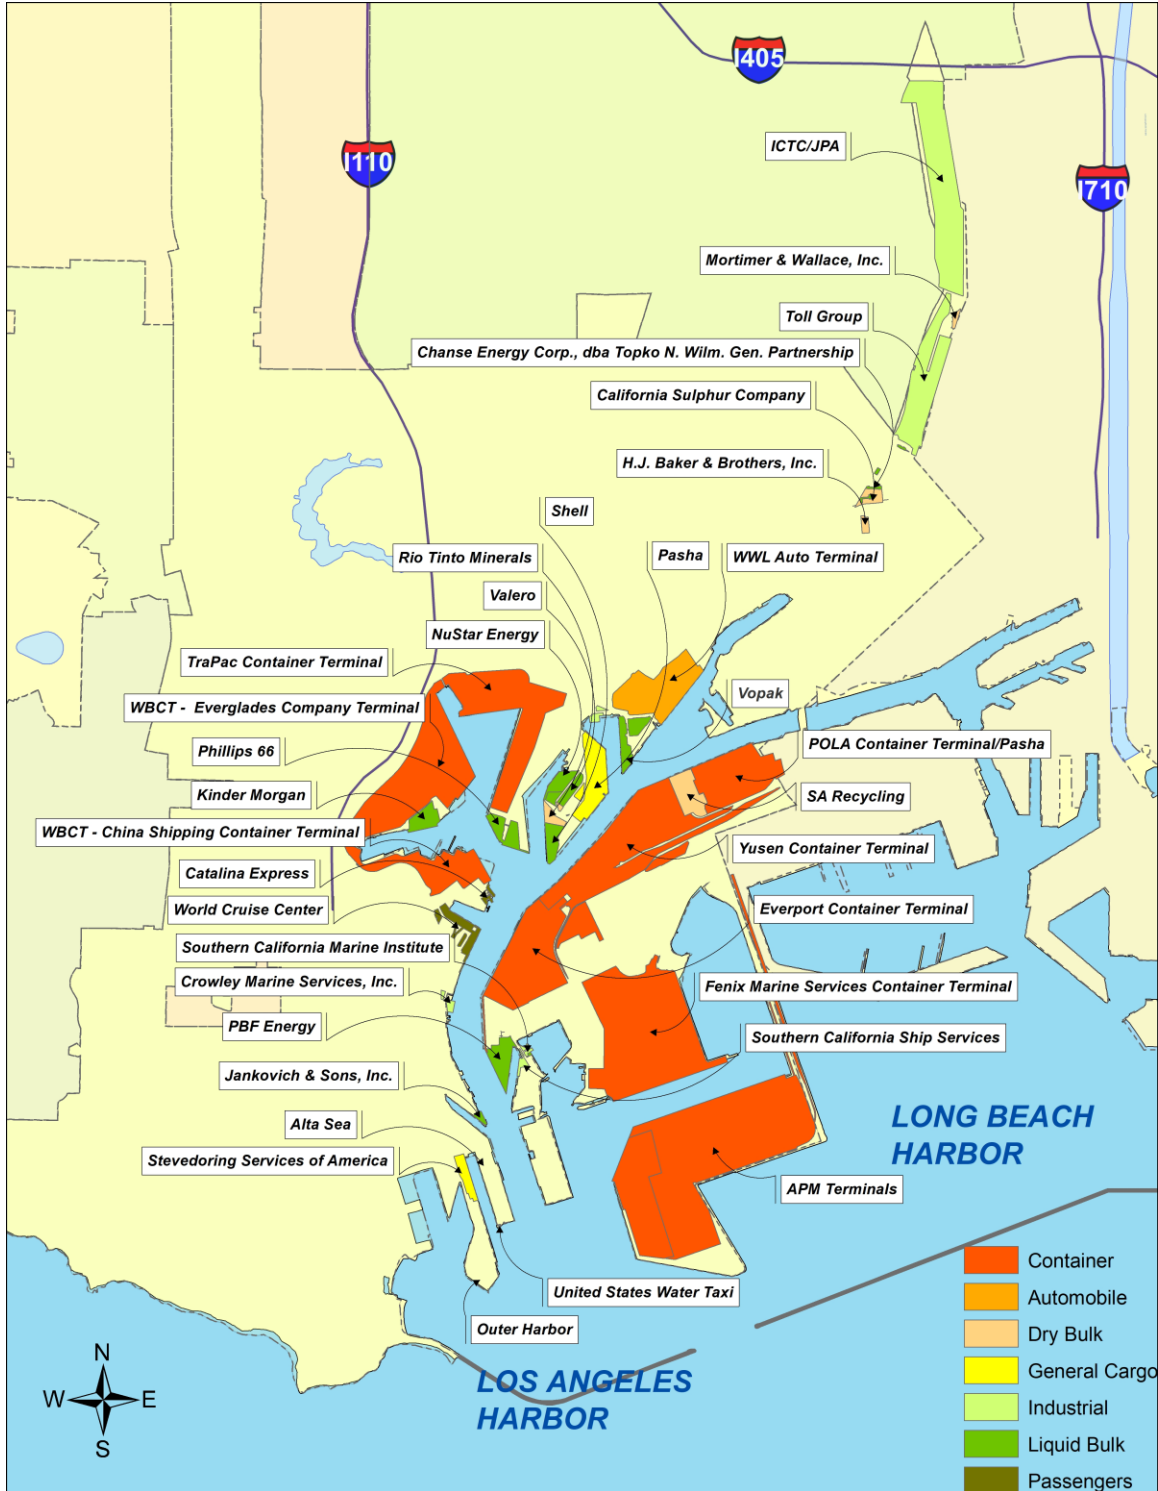 I405
ICTC/JPA
I110
I710
Mortimer & Wallace, Inc.
Toll Group
Chanse Energy Corp., dba Topko N. Wilm. Gen. Partnership
California Sulphur Company
H.J. Baker & Brothers, Inc.
Shell
Rio Tinto Minerals
Pasha
WWL Auto Terminal
Valero
NuStar Energy
TraPac Container Terminal
Vopak
WBCT - Everglades Company Terminal
POLA Container Terminal/Pasha
Phillips 66
Kinder Morgan
SA Recycling
WBCT - China Shipping Container Terminal
Yusen Container Terminal
Catalina Express
World Cruise Center
Everport Container Terminal
Southern California Marine Institute
Crowley Marine Services, Inc.
Fenix Marine Services Container Terminal
PBF Energy
Southern California Ship Services
Jankovich & Sons, Inc.
Alta Sea
LONG BEACH
HARBOR
Stevedoring Services of America
APM Terminals
United States Water Taxi
Outer Harbor
LOS ANGELES
HARBOR
N
W
E
S
Container
Automobile
Dry Bulk
General Cargo
Industrial
Liquid Bulk
Passengers